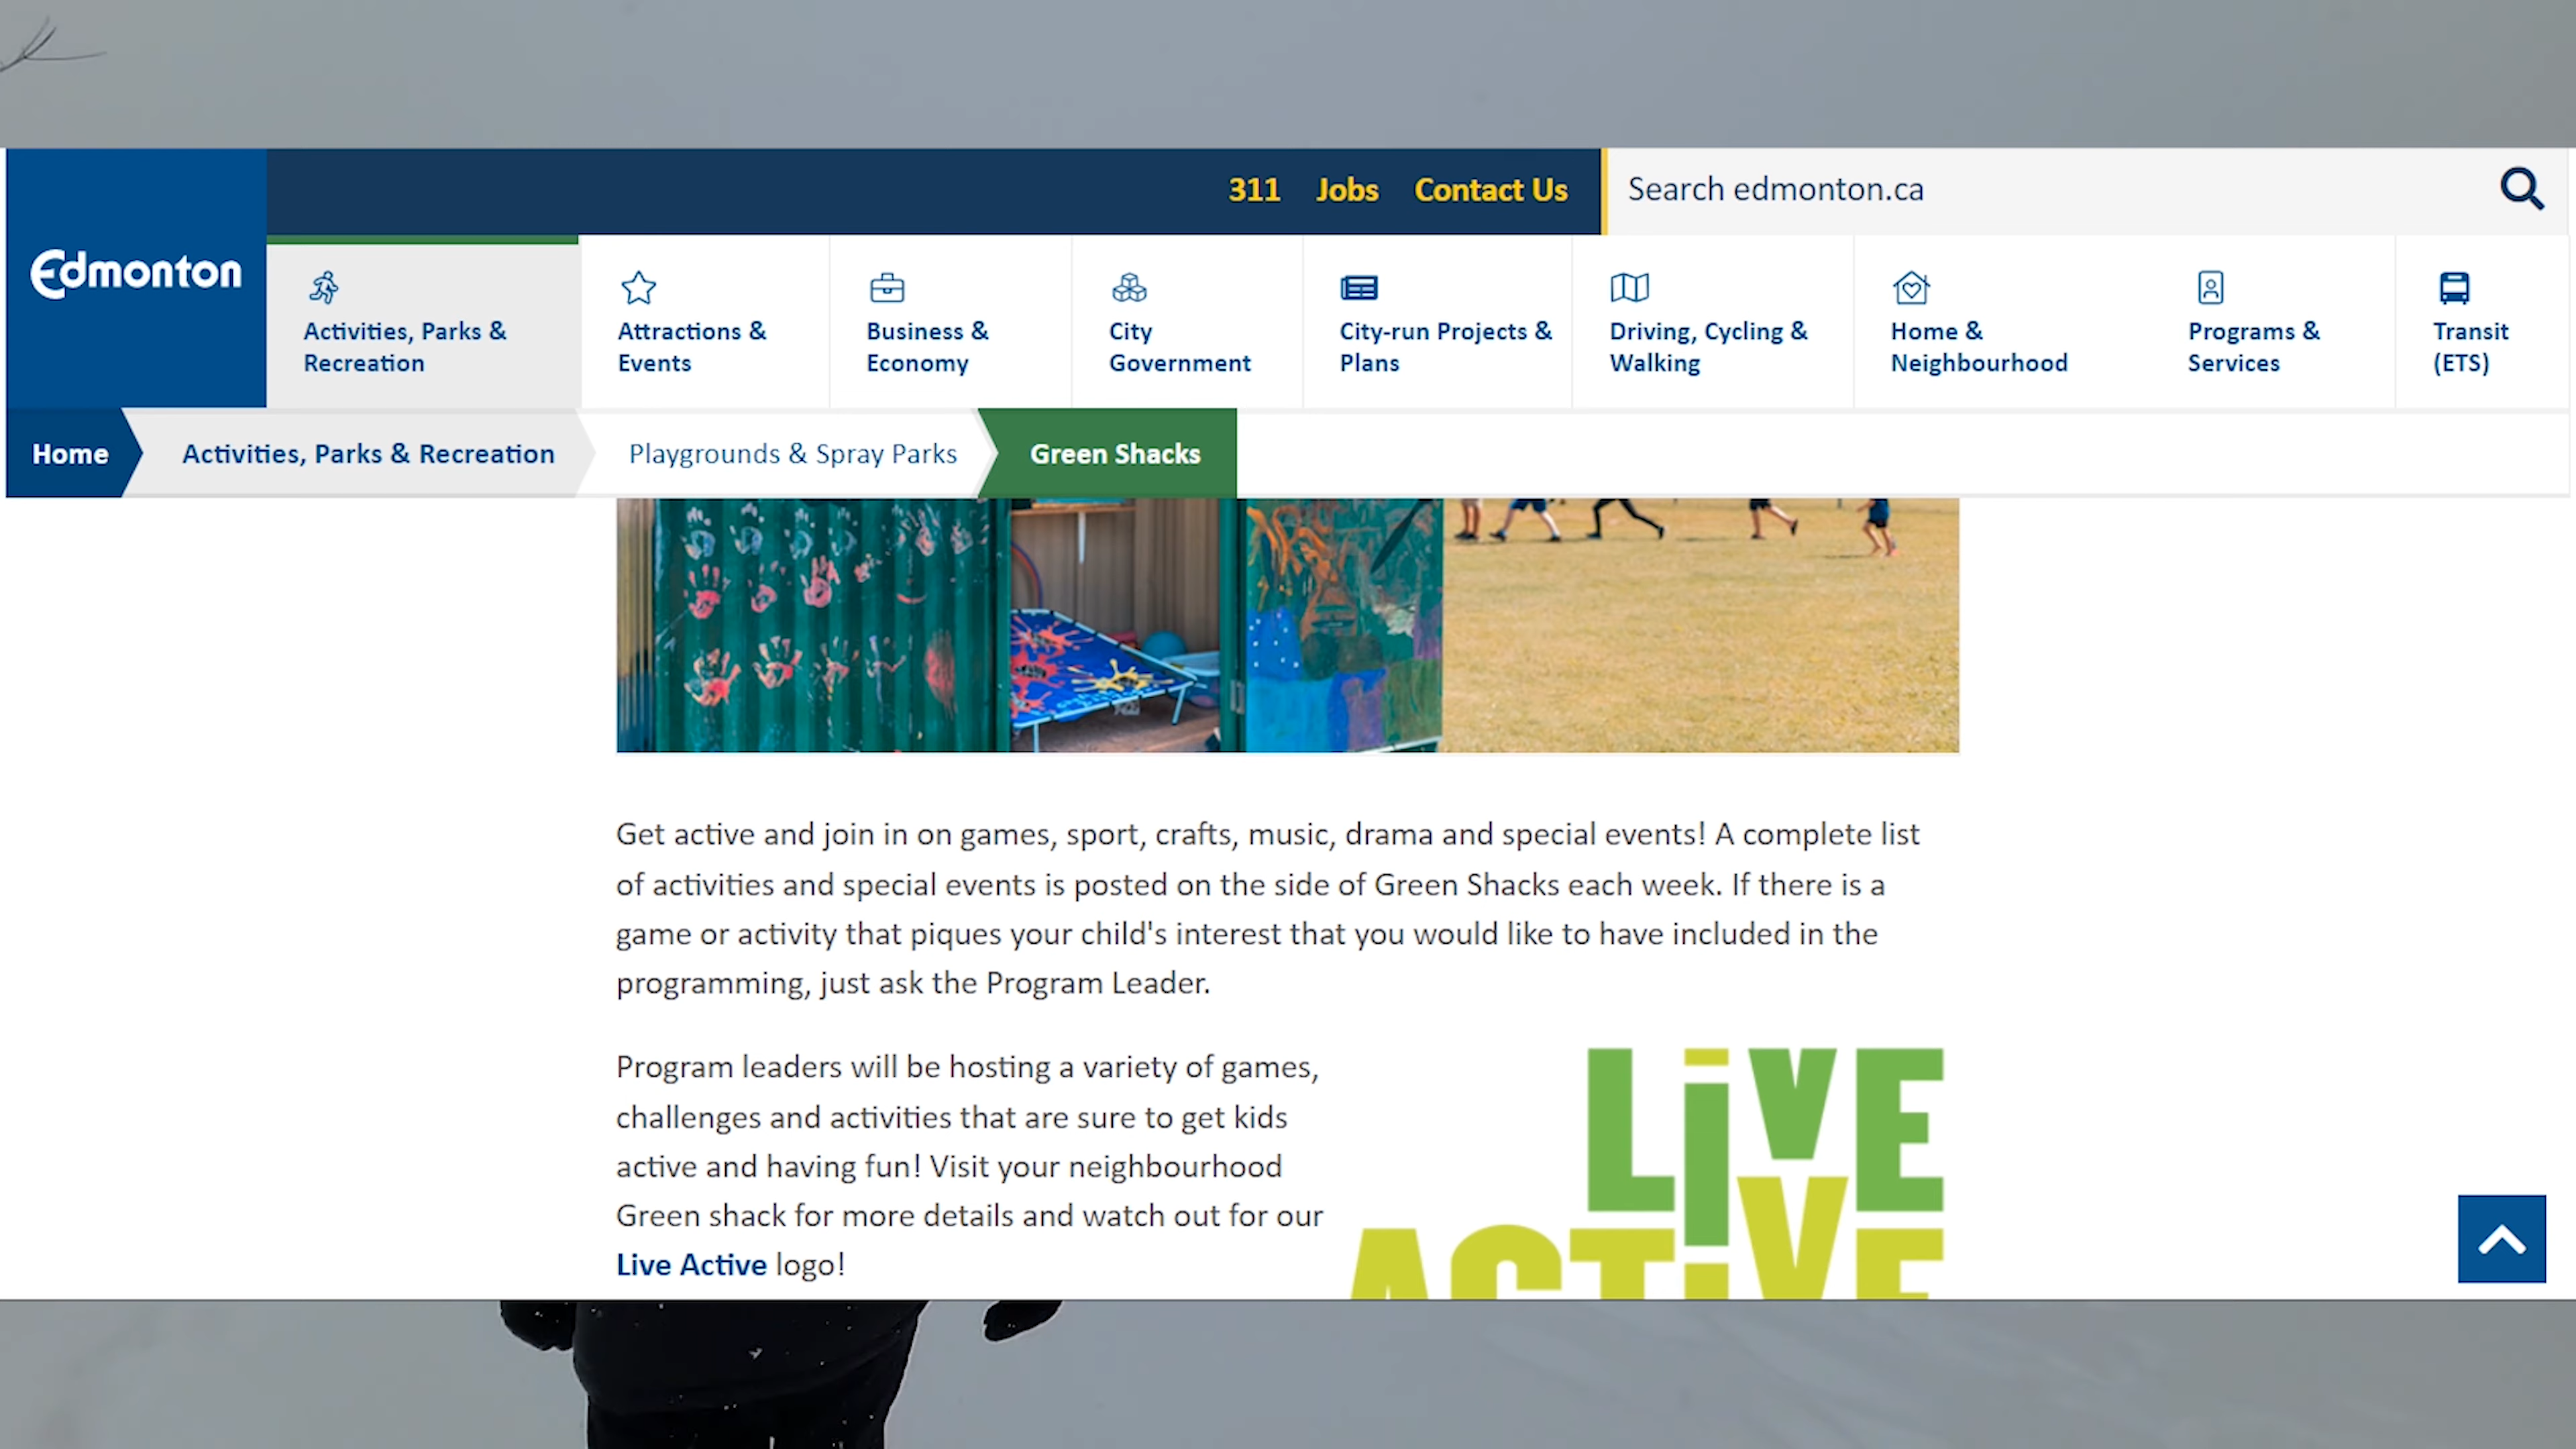 311 Jobs Contact Us Search edmonton.ca
Edmonton
Activities, Parks &
Recreation
Attractions &
Events
Business &
Economy
City
Government
City-run Projects &
Plans
Driving, Cycling &
Walking
Home &
Neighbourhood
Programs &
Services
Transit
(ETS)
Home Activities, Parks & Recreation Playgrounds & Spray Parks Green Shacks
Get active and join in on games, sport, crafts, music, drama and special events! A complete list
of activities and special events is posted on the side of Green Shacks each week. If there is a
game or activity that piques your child's interest that you would like to have included in the
programming, just ask the Program Leader.
Program leaders will be hosting a variety of games,
challenges and activities that are sure to get kids
active and having fun! Visit your neighbourhood
Green shack for more details and watch out for our
Live Active logo!
LiVE
ACTiVE